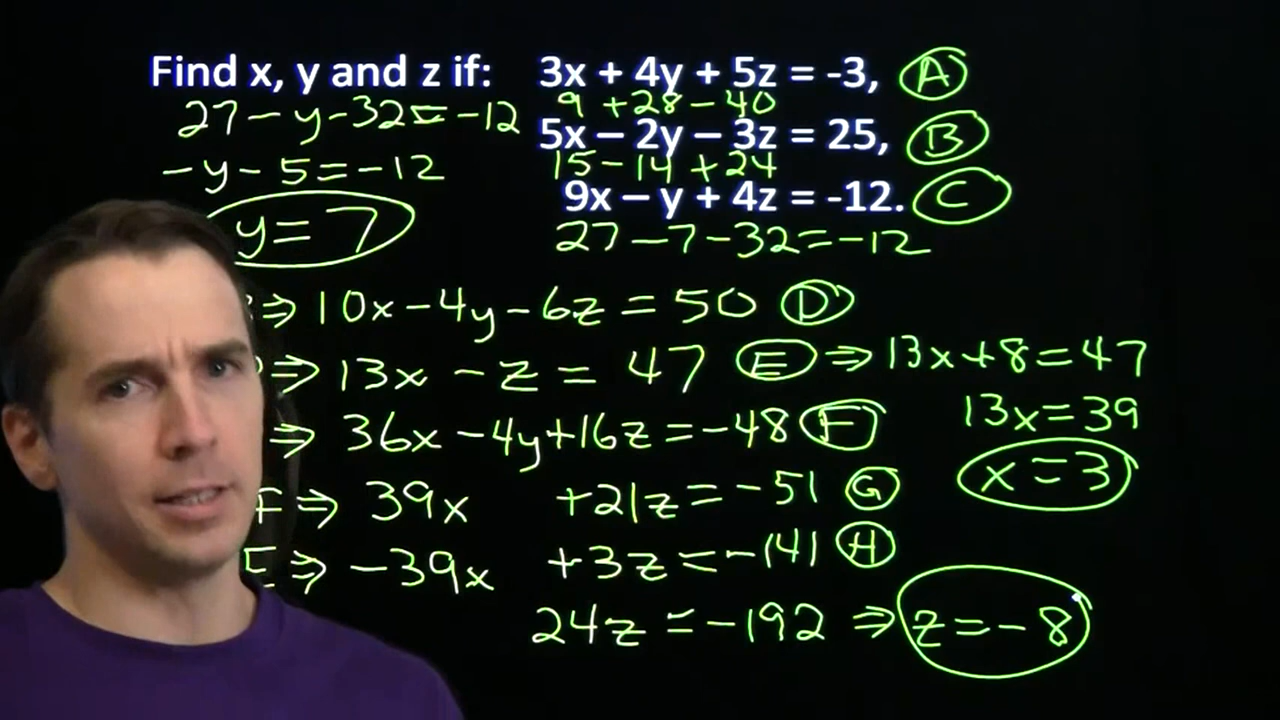 Find x, y and z if: 3x + 4y + 5z = -3, A
27 - y - 32 = -12 9 + 28 - 40
5x – 2y – 3z = 25, B
- y - 5 = -12 15 - 14 + 24
9x – y + 4z = -12. C
y = 7 27 - 7 - 32 = -12
⇒ 10x - 4y - 6z = 50 D
⇒ 13x - z = 47 E ⇒ 13x + 8 = 47
13x = 39
⇒ 36x - 4y + 16z = -48 F
x = 3
F ⇒ 39x + 21z = -51 G
E ⇒ -39x + 3z = -141 H
24z = -192 ⇒ z = -8